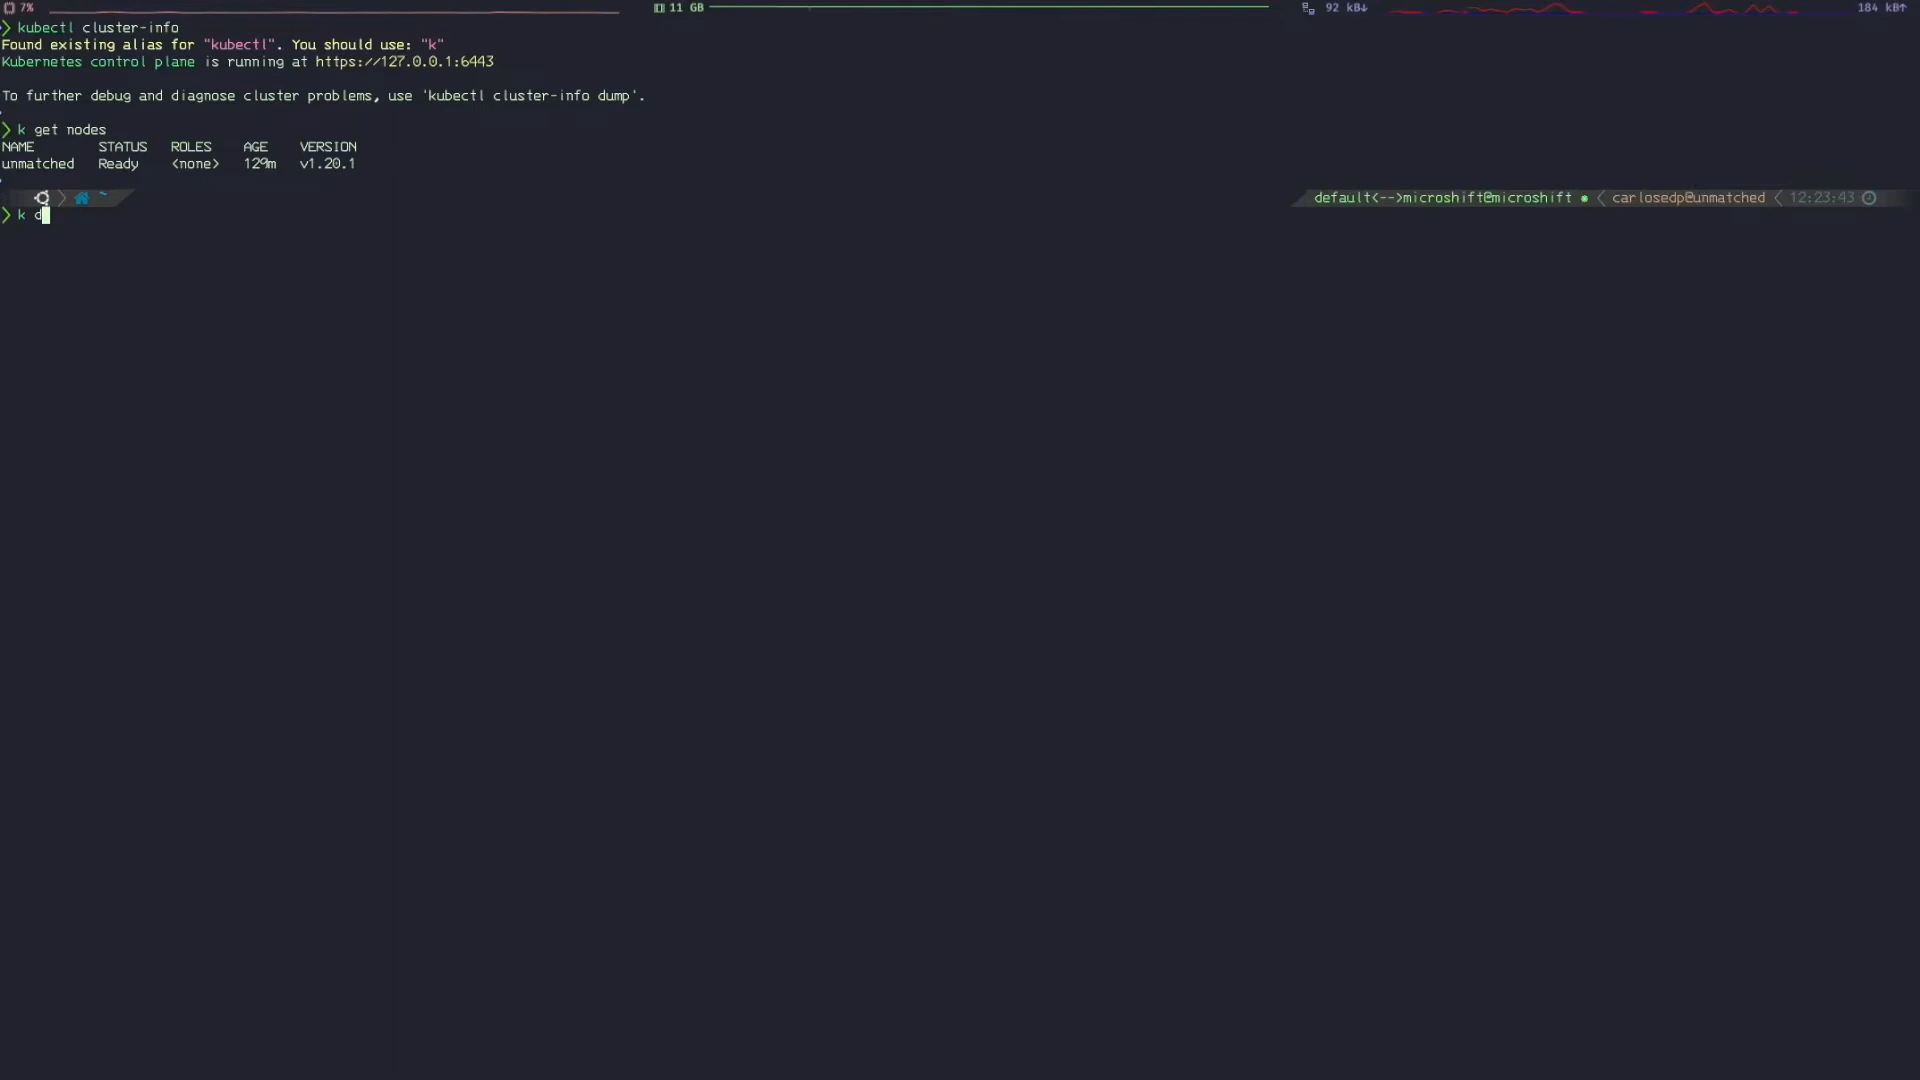 7% 11 GB 92 kB↓ 184 kB↑
❯ kubectl cluster-info
Found existing alias for "kubectl". You should use: "k"
Kubernetes control plane is running at https://127.0.0.1:6443
To further debug and diagnose cluster problems, use 'kubectl cluster-info dump'.
❯ k get nodes
NAME STATUS ROLES AGE VERSION
unmatched Ready <none> 129m v1.20.1
~ default<-->microshift@microshift ● carlosedp@unmatched 12:23:43
❯ k d